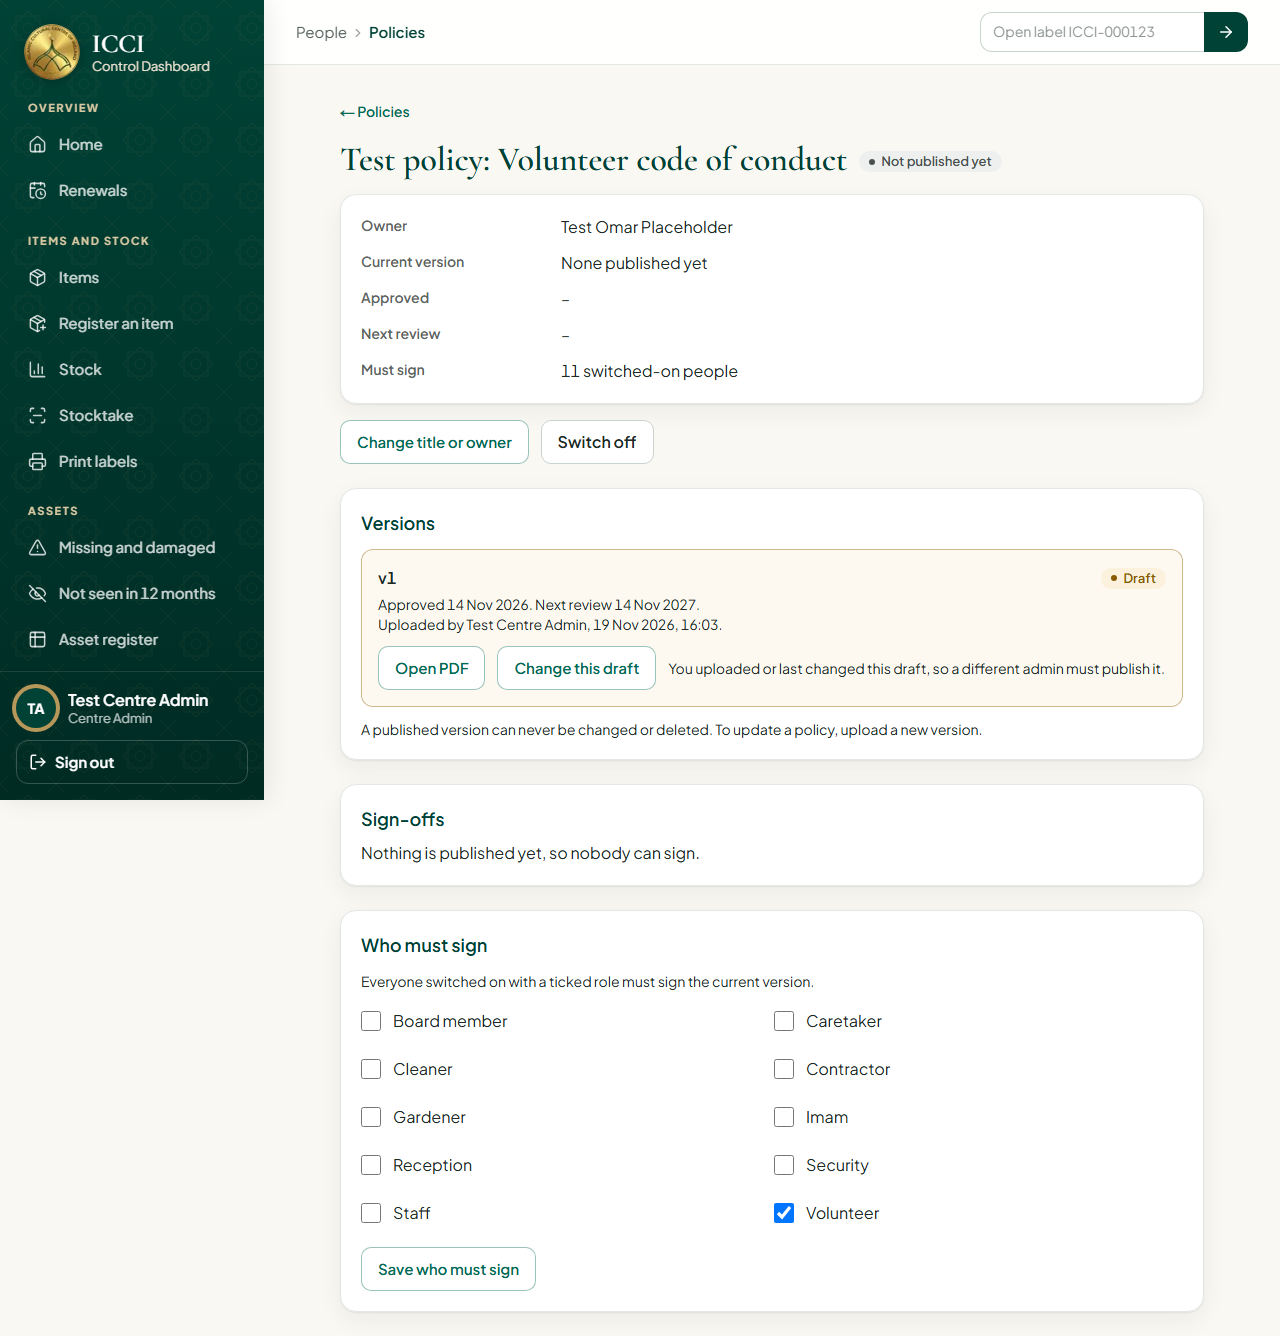 ICCI
Control Dashboard
OVERVIEW
Home
Renewals
ITEMS AND STOCK
Items
Register an item
Stock
Stocktake
Print labels
ASSETS
Missing and damaged
Not seen in 12 months
Asset register
TA
Test Centre Admin
Centre Admin
Sign out
People › Policies
Open label ICCI-000123
← Policies
Test policy: Volunteer code of conduct
Not published yet
Owner Test Omar Placeholder
Current version None published yet
Approved –
Next review –
Must sign 11 switched-on people
Change title or owner
Switch off
Versions
v1
Draft
Approved 14 Nov 2026. Next review 14 Nov 2027.
Uploaded by Test Centre Admin, 19 Nov 2026, 16:03.
Open PDF
Change this draft
You uploaded or last changed this draft, so a different admin must publish it.
A published version can never be changed or deleted. To update a policy, upload a new version.
Sign-offs
Nothing is published yet, so nobody can sign.
Who must sign
Everyone switched on with a ticked role must sign the current version.
Board member
Caretaker
Cleaner
Contractor
Gardener
Imam
Reception
Security
Staff
Volunteer
Save who must sign